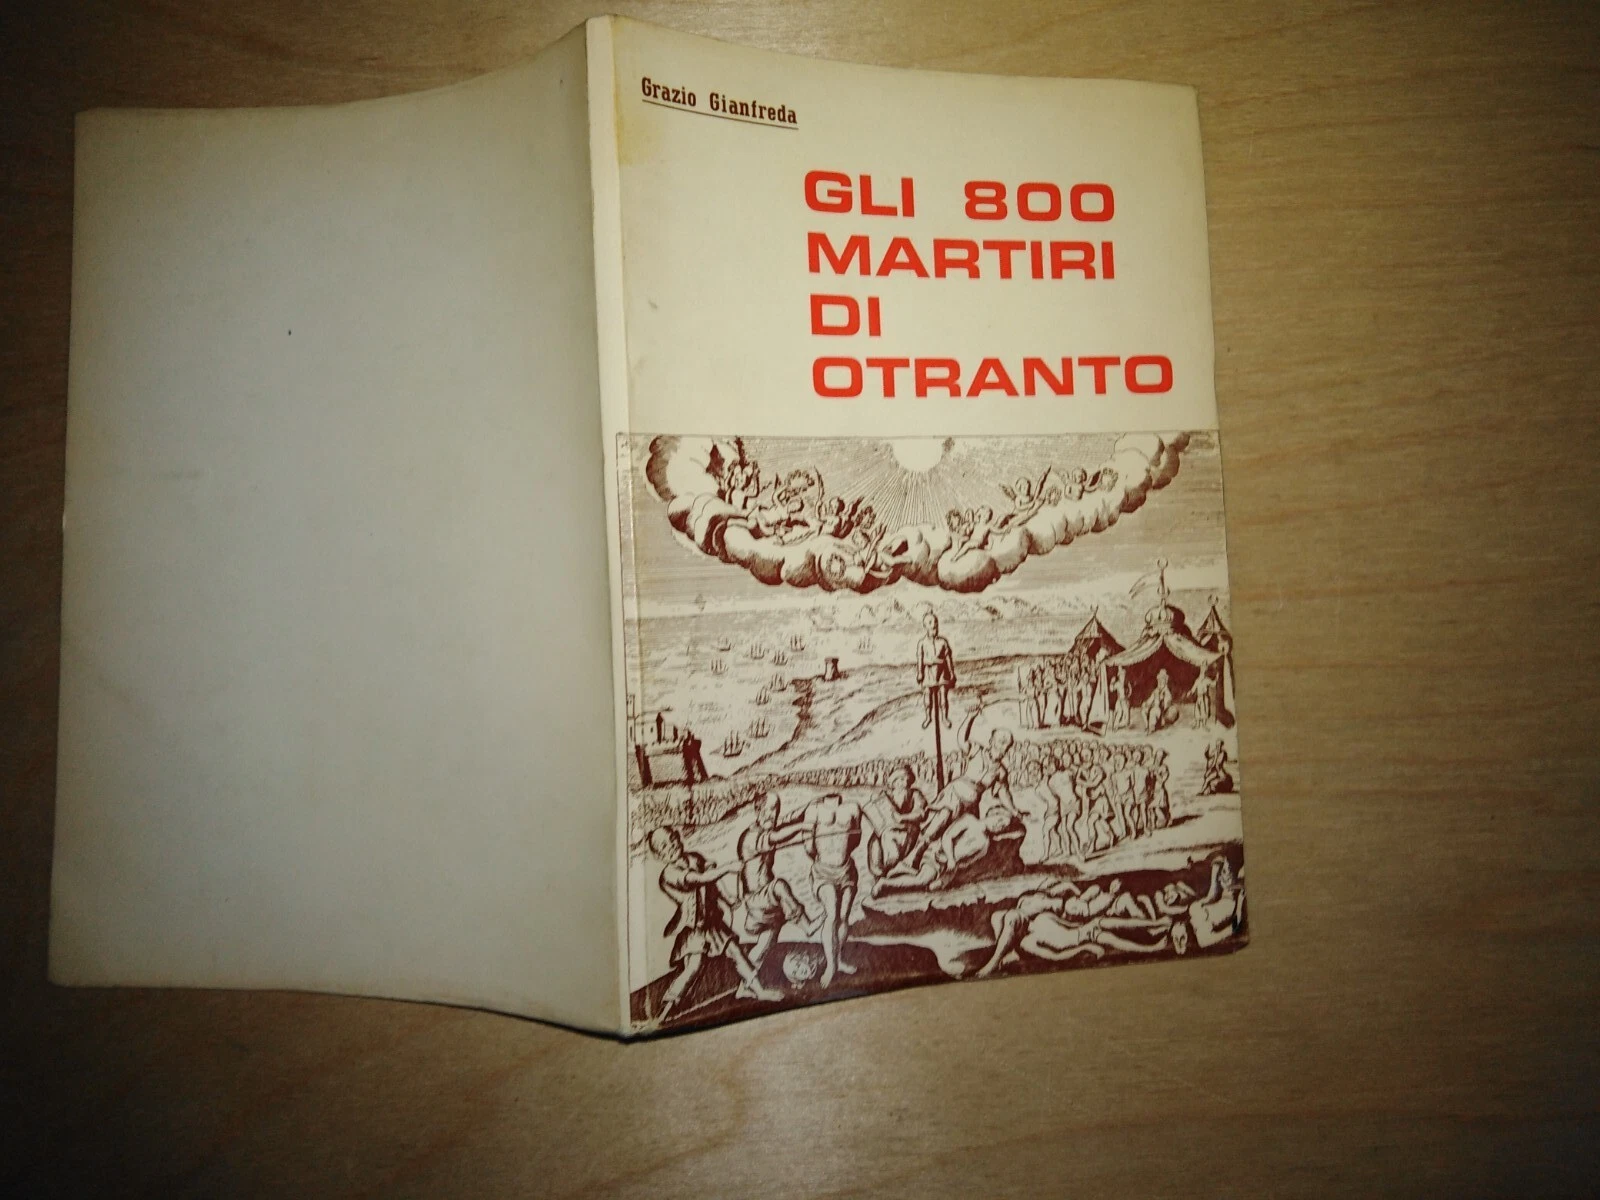 Grazio Gianfreda
GLI 800
MARTIRI
DI
OTRANTO